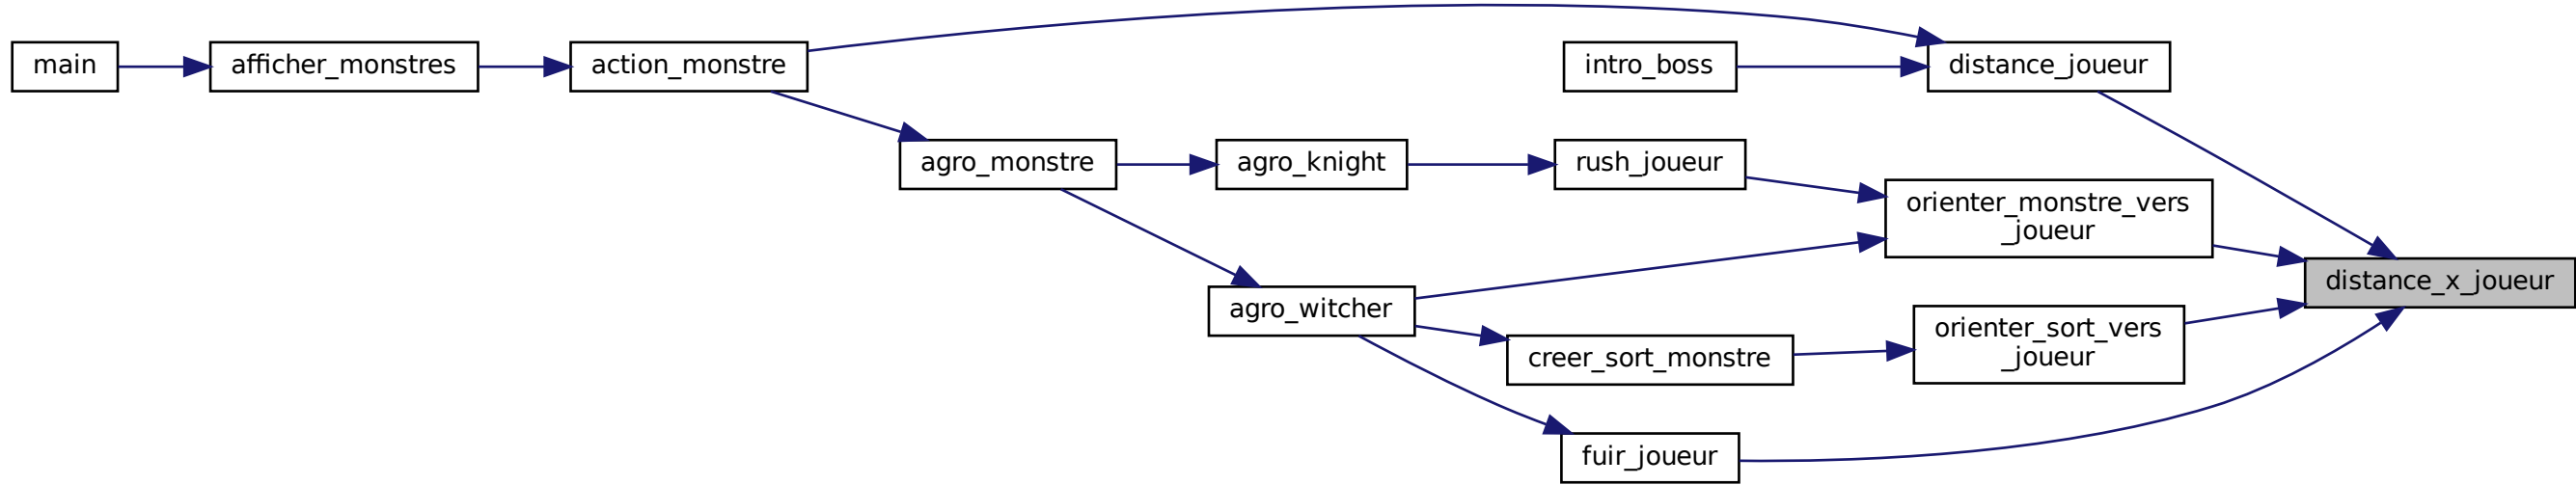 main
afficher_monstres
action_monstre
intro_boss
distance_joueur
agro_monstre
agro_knight
rush_joueur
orienter_monstre_vers
_joueur
distance_x_joueur
agro_witcher
orienter_sort_vers
_joueur
creer_sort_monstre
fuir_joueur